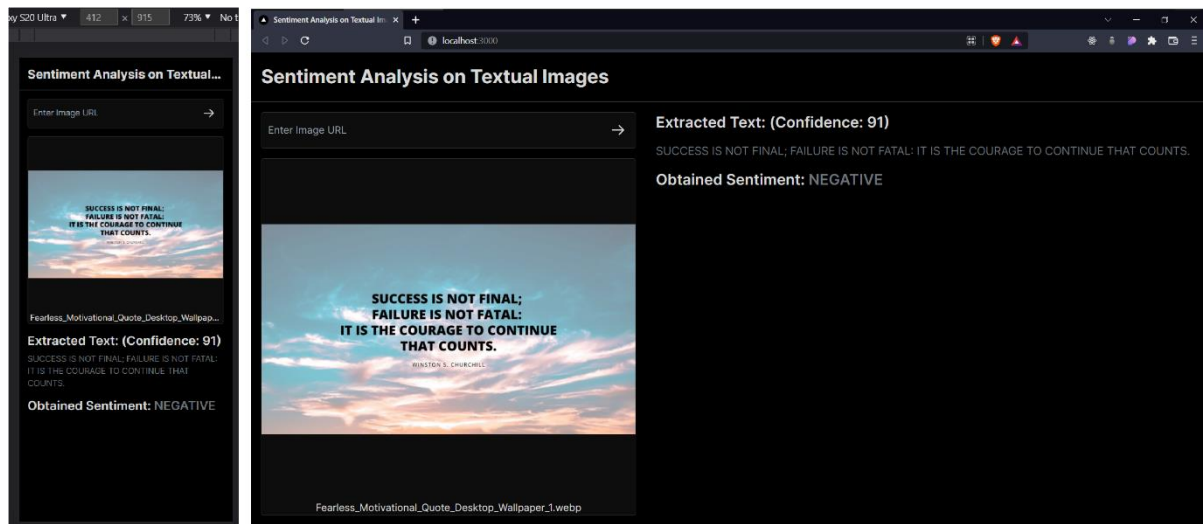 xy S20 Ultra ▼ 412 × 915 73% ▼ No t
Sentiment Analysis on Textual...
Enter Image URL →
SUCCESS IS NOT FINAL;
FAILURE IS NOT FATAL:
IT IS THE COURAGE TO CONTINUE
THAT COUNTS.
WINSTON S. CHURCHILL
Fearless_Motivational_Quote_Desktop_Wallpap...
Extracted Text: (Confidence: 91)
SUCCESS IS NOT FINAL; FAILURE IS NOT FATAL:
IT IS THE COURAGE TO CONTINUE THAT
COUNTS.
Obtained Sentiment: NEGATIVE
Sentiment Analysis on Textual Im
localhost:3000
Sentiment Analysis on Textual Images
Enter Image URL →
SUCCESS IS NOT FINAL;
FAILURE IS NOT FATAL:
IT IS THE COURAGE TO CONTINUE
THAT COUNTS.
WINSTON S. CHURCHILL
Fearless_Motivational_Quote_Desktop_Wallpaper_1.webp
Extracted Text: (Confidence: 91)
SUCCESS IS NOT FINAL; FAILURE IS NOT FATAL: IT IS THE COURAGE TO CONTINUE THAT COUNTS.
Obtained Sentiment: NEGATIVE